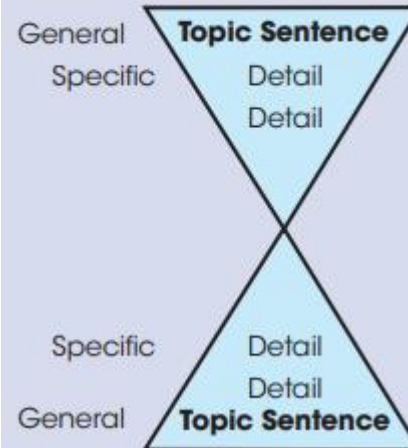 General Topic Sentence
Specific Detail
Detail
Specific Detail
Detail
General Topic Sentence